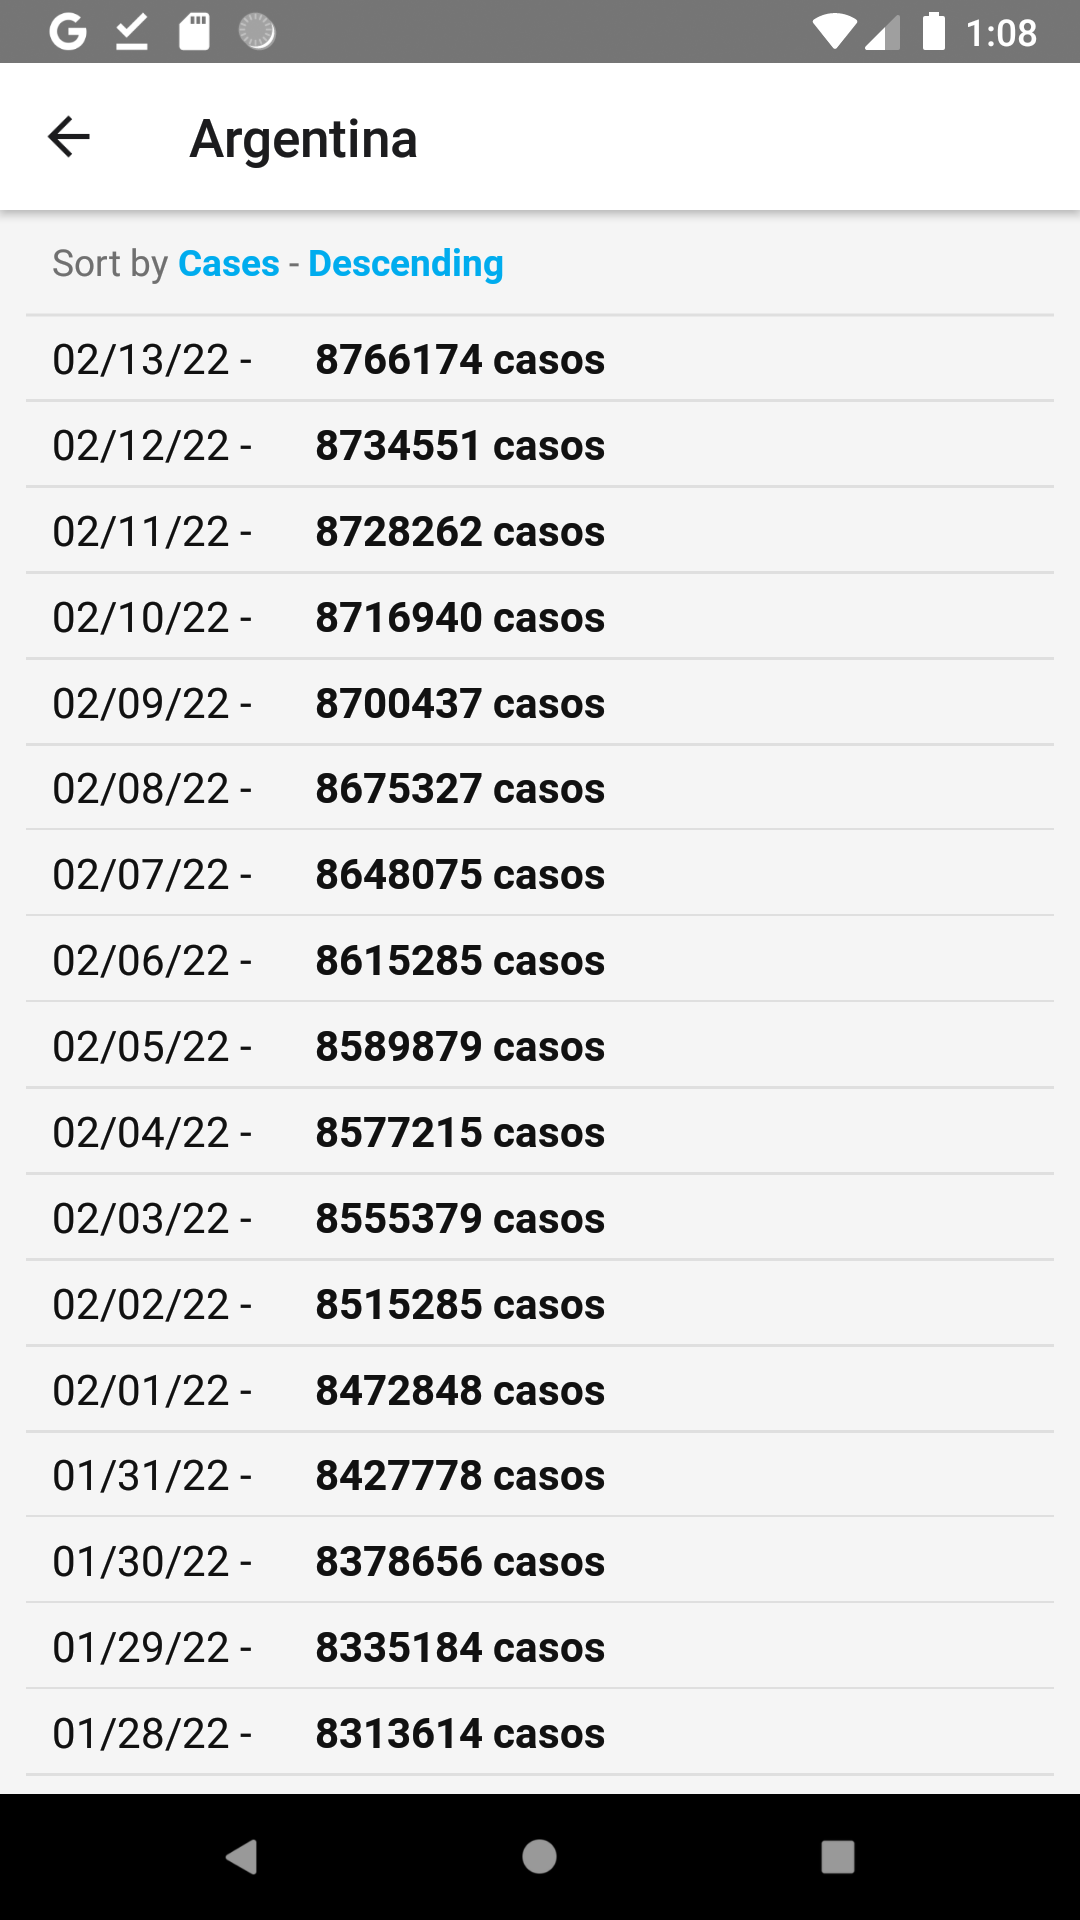 1:08
Argentina
Sort by Cases - Descending
02/13/22 - 8766174 casos
02/12/22 - 8734551 casos
02/11/22 - 8728262 casos
02/10/22 - 8716940 casos
02/09/22 - 8700437 casos
02/08/22 - 8675327 casos
02/07/22 - 8648075 casos
02/06/22 - 8615285 casos
02/05/22 - 8589879 casos
02/04/22 - 8577215 casos
02/03/22 - 8555379 casos
02/02/22 - 8515285 casos
02/01/22 - 8472848 casos
01/31/22 - 8427778 casos
01/30/22 - 8378656 casos
01/29/22 - 8335184 casos
01/28/22 - 8313614 casos